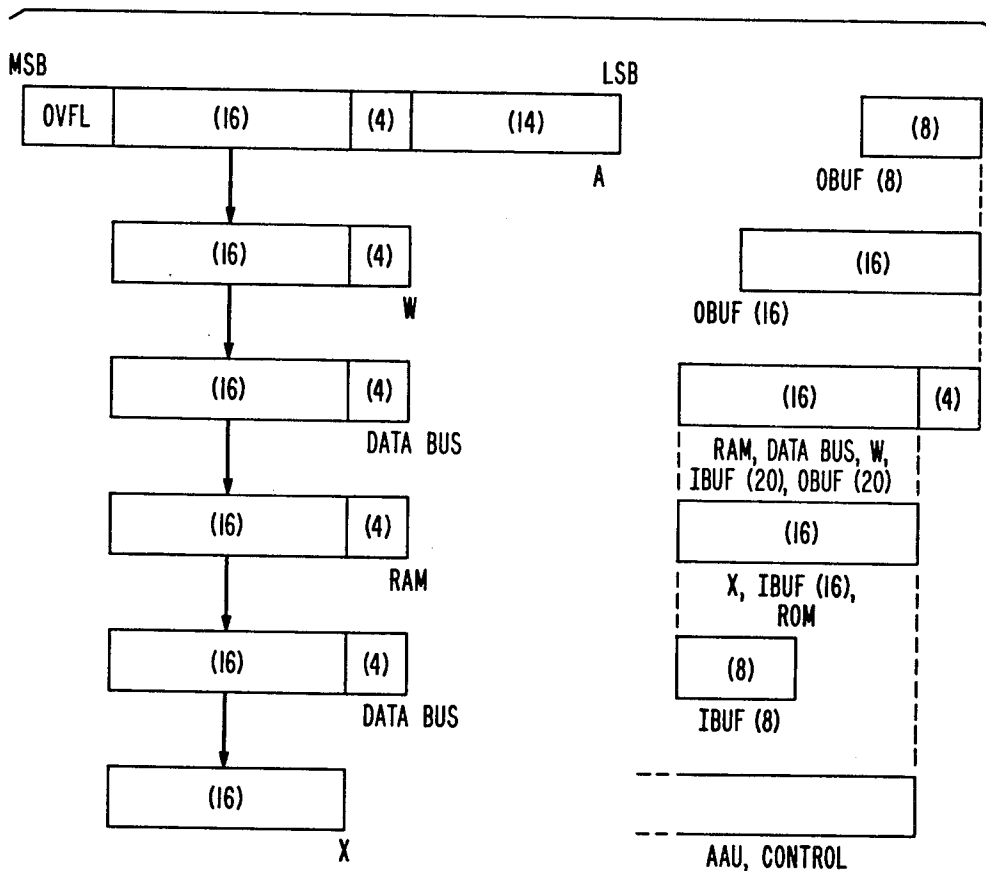 MSB
LSB
OVFL (16) (4) (14)
A
(16) (4)
W
(16) (4)
DATA BUS
(16) (4)
RAM
(16) (4)
DATA BUS
(16)
X
(8)
OBUF (8)
(16)
OBUF (16)
(16) (4)
RAM, DATA BUS, W,
IBUF (20), OBUF (20)
(16)
X, IBUF (16),
ROM
(8)
IBUF (8)
AAU, CONTROL